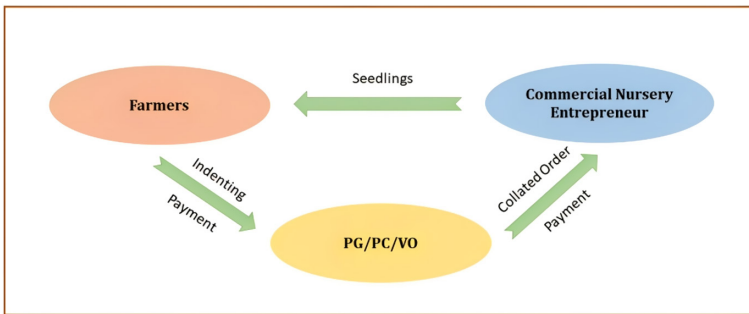 Seedlings
Farmers
Commercial Nursery
Entrepreneur
Indenting
Payment
Collated Order
Payment
PG/PC/VO